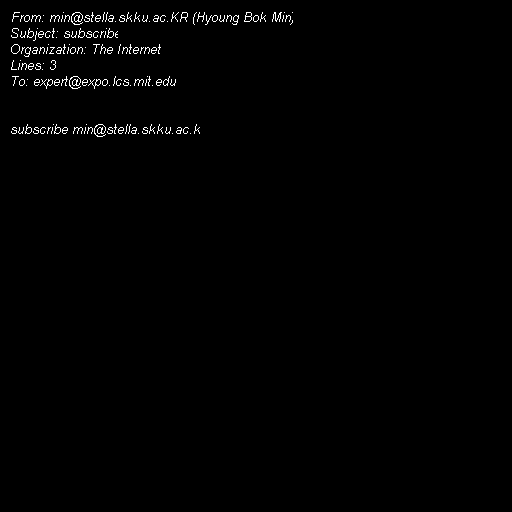 From: min@stella.skku.ac.KR (Hyoung Bok Min)
Subject: subscribe
Organization: The Internet
Lines: 3
To: expert@expo.lcs.mit.edu
subscribe min@stella.skku.ac.k